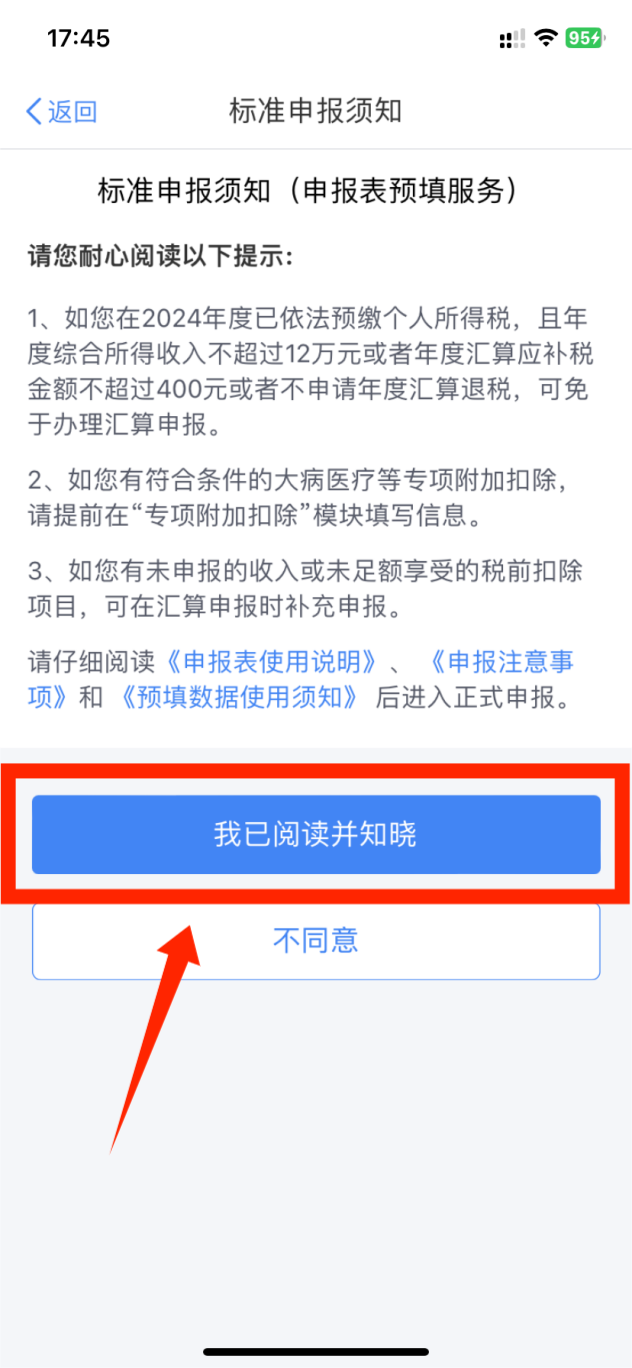 17:45
95
返回
标准申报须知
标准申报须知（申报表预填服务）
请您耐心阅读以下提示:
1、如您在2024年度已依法预缴个人所得税，且年
度综合所得收入不超过12万元或者年度汇算应补税
金额不超过400元或者不申请年度汇算退税，可免
于办理汇算申报。
2、如您有符合条件的大病医疗等专项附加扣除，
请提前在“专项附加扣除”模块填写信息。
3、如您有未申报的收入或未足额享受的税前扣除
项目，可在汇算申报时补充申报。
请仔细阅读《申报表使用说明》、《申报注意事
项》和《预填数据使用须知》后进入正式申报。
我已阅读并知晓
不同意